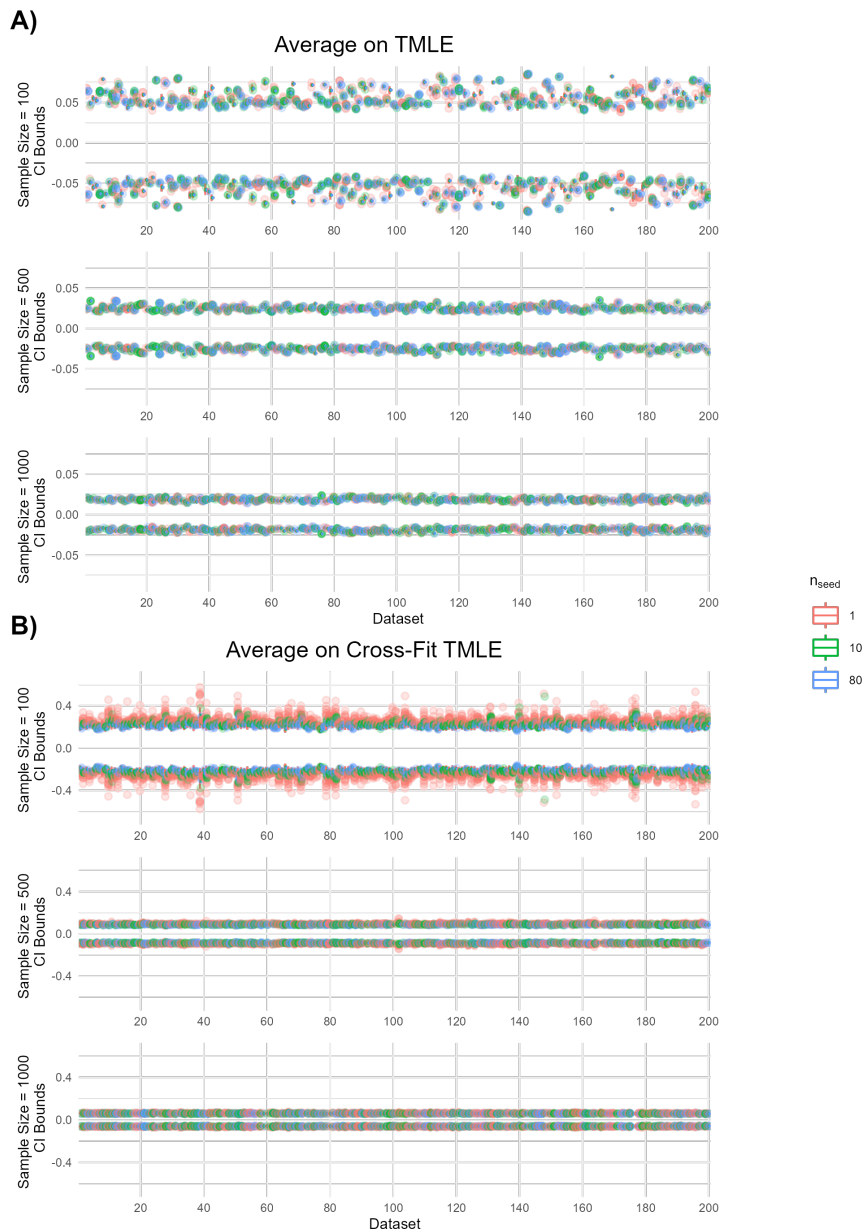 A)
Average on TMLE
Sample Size = 100
CI Bounds
0.05
0.00
-0.05
20 40 60 80 100 120 140 160 180 200
Sample Size = 500
CI Bounds
0.05
0.00
-0.05
20 40 60 80 100 120 140 160 180 200
Sample Size = 1000
CI Bounds
0.05
0.00
-0.05
20 40 60 80 100 120 140 160 180 200
Dataset
n_seed
1
10
80
B)
Average on Cross-Fit TMLE
Sample Size = 100
CI Bounds
0.4
0.0
-0.4
20 40 60 80 100 120 140 160 180 200
Sample Size = 500
CI Bounds
0.4
0.0
-0.4
20 40 60 80 100 120 140 160 180 200
Sample Size = 1000
CI Bounds
0.4
0.0
-0.4
20 40 60 80 100 120 140 160 180 200
Dataset